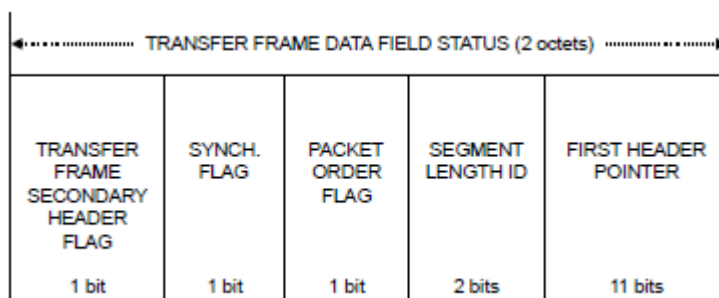 TRANSFER FRAME DATA FIELD STATUS (2 octets)
TRANSFER
FRAME
SECONDARY
HEADER
FLAG
1 bit
SYNCH.
FLAG
1 bit
PACKET
ORDER
FLAG
1 bit
SEGMENT
LENGTH ID
2 bits
FIRST HEADER
POINTER
11 bits